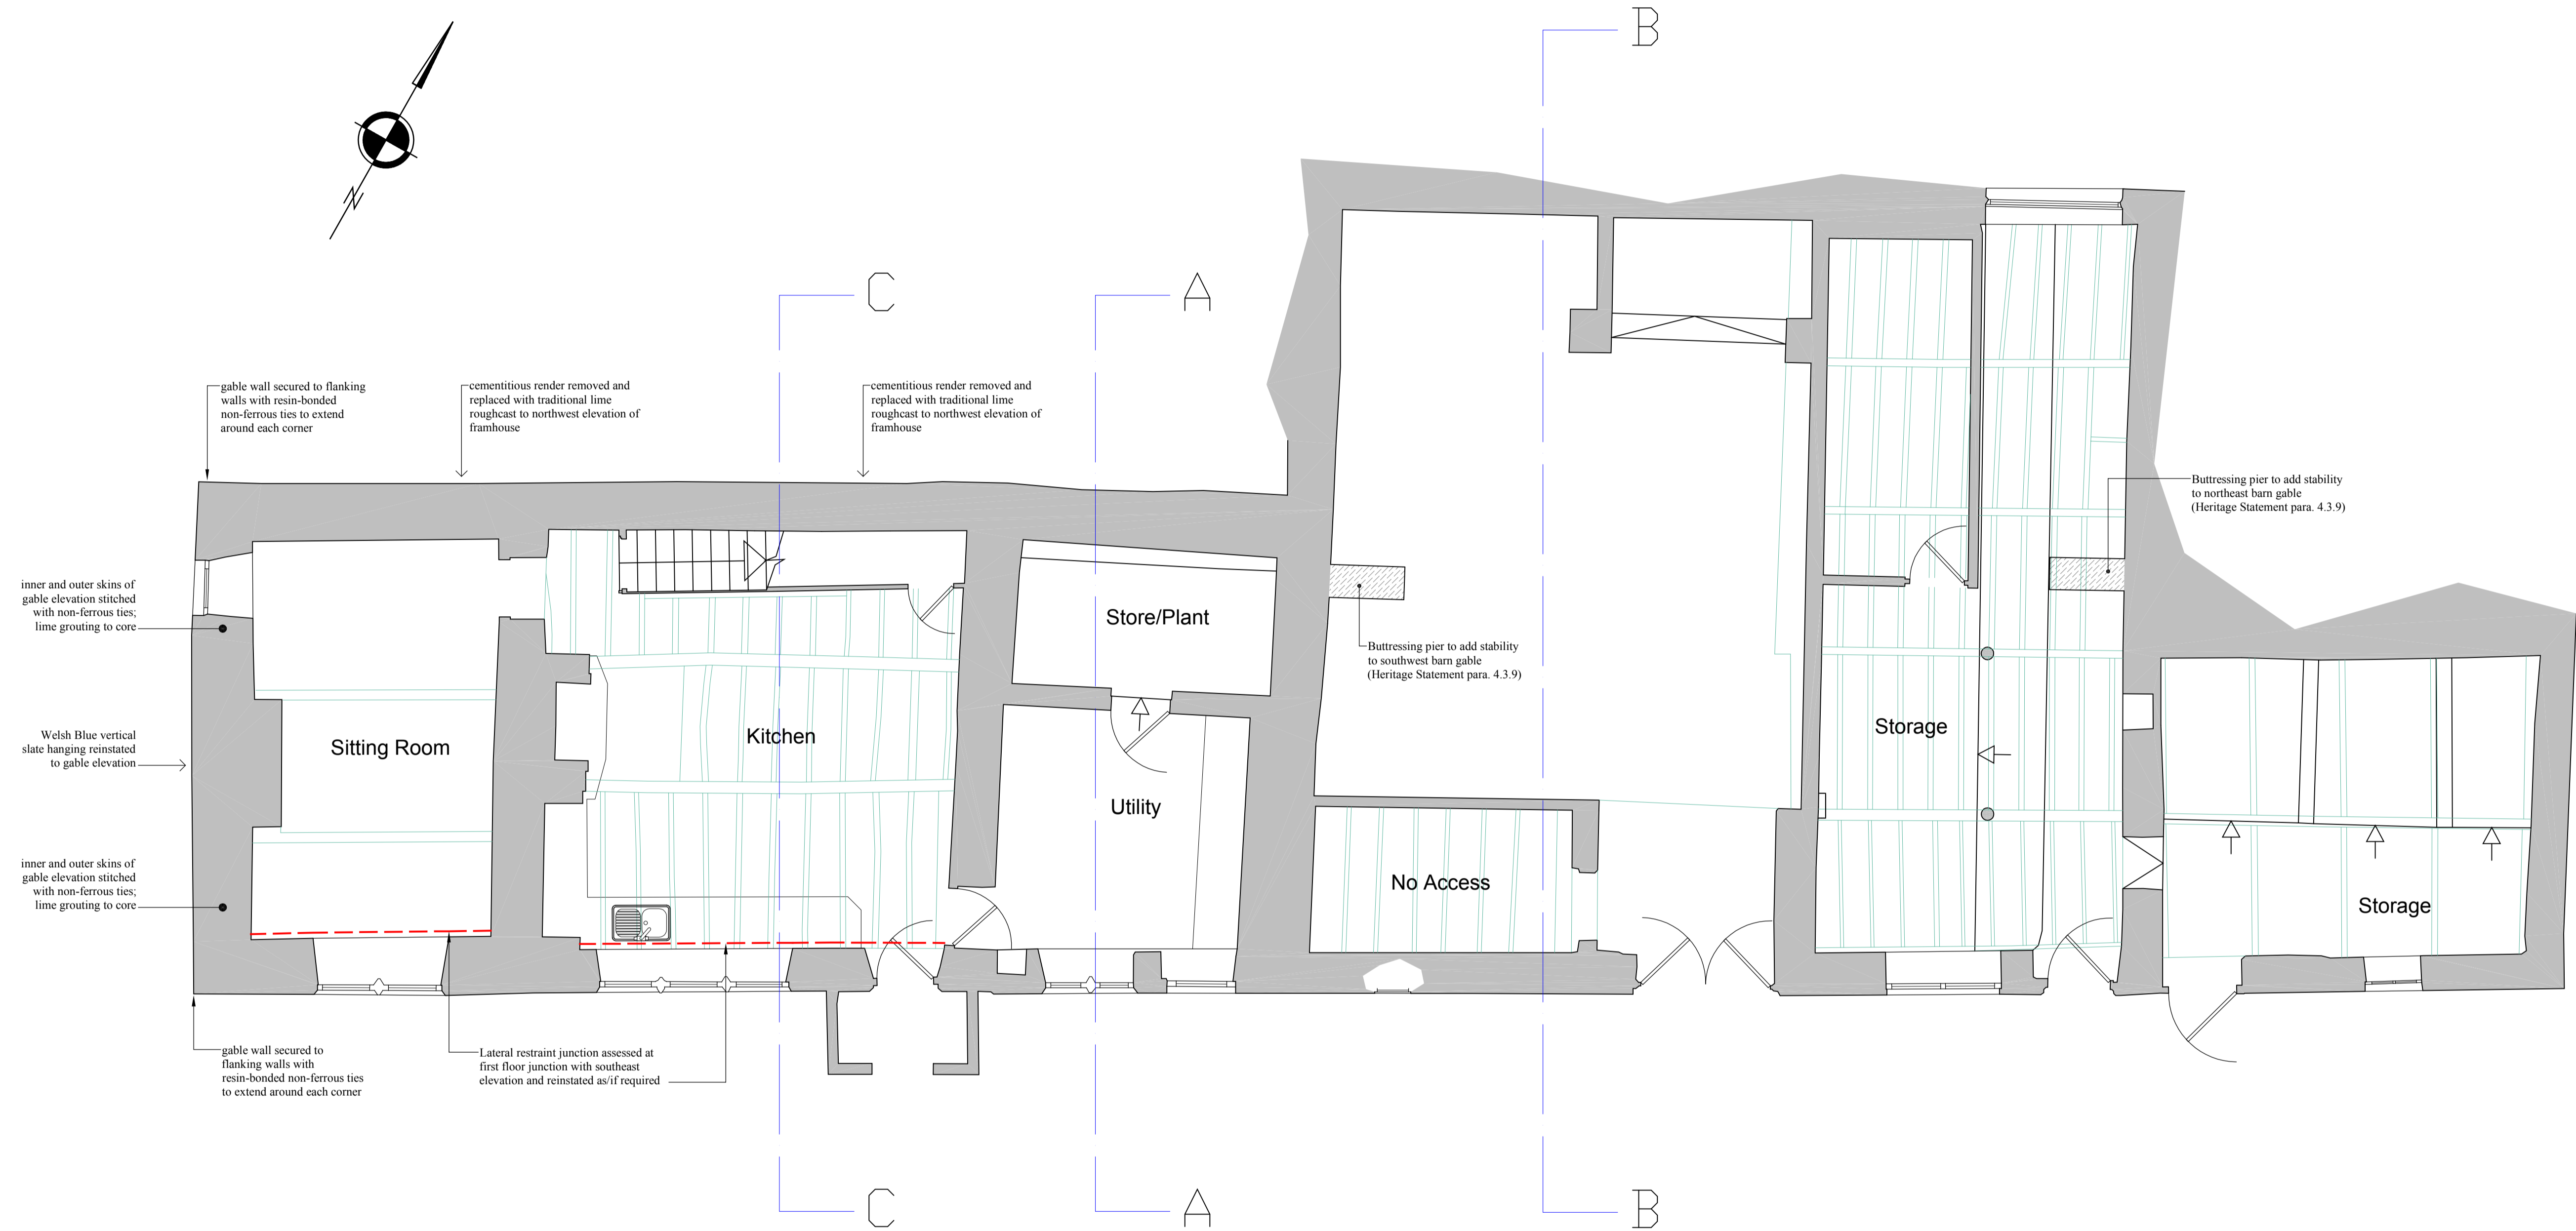 B
N
C
A
gable wall secured to flanking
walls with resin-bonded
non-ferrous ties to extend
around each corner
cementitious render removed and
replaced with traditional lime
roughcast to northwest elevation of
framhouse
cementitious render removed and
replaced with traditional lime
roughcast to northwest elevation of
framhouse
Buttressing pier to add stability
to northeast barn gable
(Heritage Statement para. 4.3.9)
inner and outer skins of
gable elevation stitched
with non-ferrous ties;
lime grouting to core
Store/Plant
Buttressing pier to add stability
to southwest barn gable
(Heritage Statement para. 4.3.9)
Welsh Blue vertical
slate hanging reinstated
to gable elevation
Sitting Room
Kitchen
Storage
Utility
inner and outer skins of
gable elevation stitched
with non-ferrous ties;
lime grouting to core
No Access
Storage
gable wall secured to
flanking walls with
resin-bonded non-ferrous ties
to extend around each corner
Lateral restraint junction assessed at
first floor junction with southeast
elevation and reinstated as/if required
C
A
B